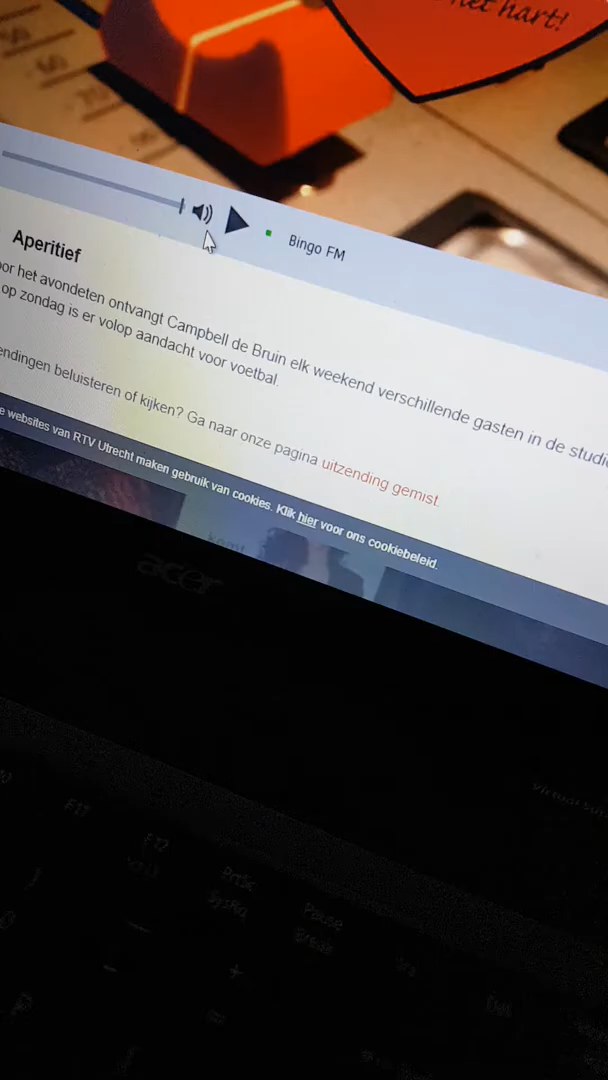 het hart!
Bingo FM
Aperitief
oor het avondeten ontvangt Campbell de Bruin elk weekend verschillende gasten in de studi
op zondag is er volop aandacht voor voetbal.
endingen beluisteren of kijken? Ga naar onze pagina uitzending gemist.
e websites van RTV Utrecht maken gebruik van cookies. Klik hier voor ons cookiebeleid.
acer
F11
F12
PrtSc
SysRq
Pause
Break